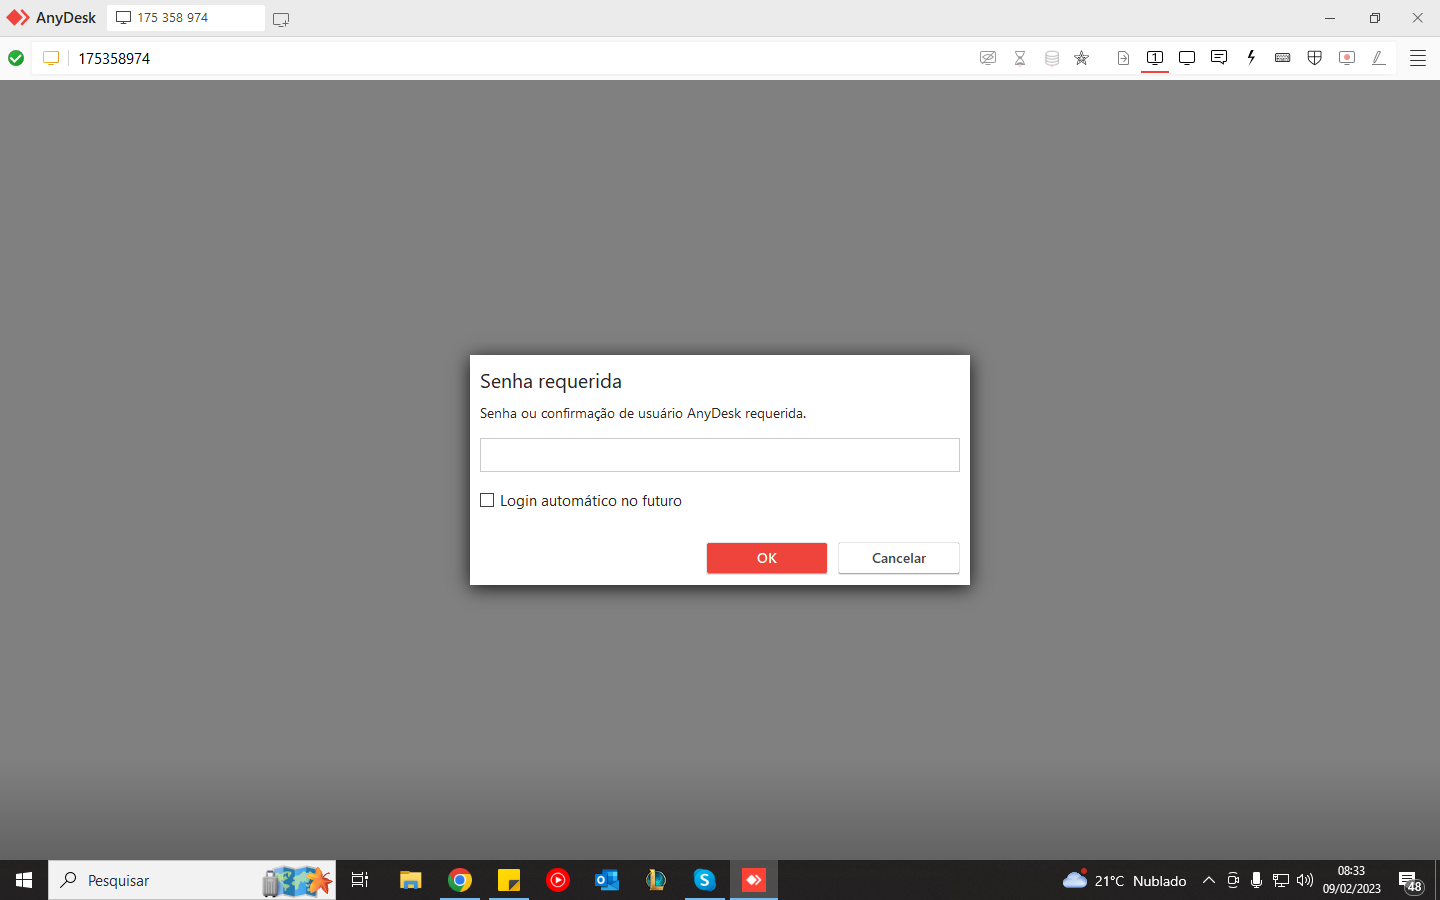 AnyDesk
175 358 974
175358974
1
Senha requerida
Senha ou confirmação de usuário AnyDesk requerida.
Login automático no futuro
OK
Cancelar
Pesquisar
21°C Nublado
08:33
09/02/2023
48